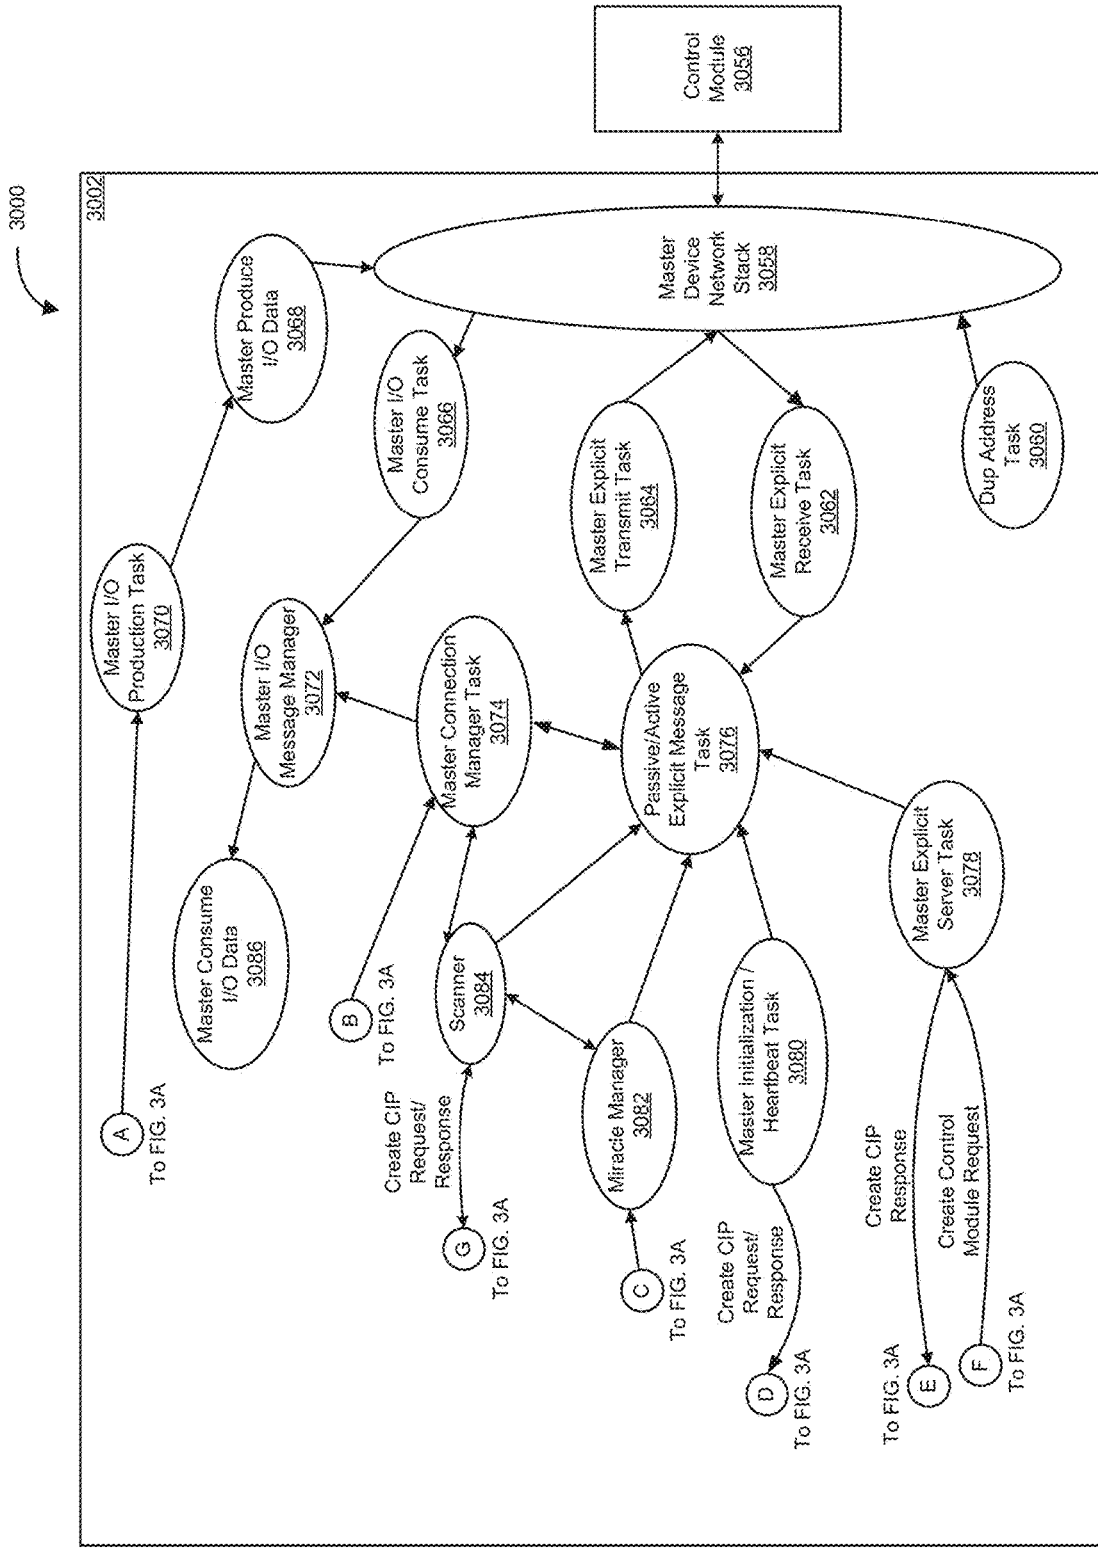 3000
3002
Control
Module
3056
Master
Device
Network
Stack
3058
Master Produce
I/O Data
3068
Master I/O
Consume Task
3066
Master Explicit
Transmit Task
3064
Master Explicit
Receive Task
3062
Dup Address
Task
3060
Master I/O
Production Task
3070
Master I/O
Message Manager
3072
Master Connection
Manager Task
3074
Passive/Active
Explicit Message
Task
3076
Master Explicit
Server Task
3078
Master Consume
I/O Data
3086
Scanner
3084
Miracle Manager
3082
Master Initialization /
Heartbeat Task
3080
A
To FIG. 3A
B
To FIG. 3A
Create CIP
Request/
Response
G
To FIG. 3A
C
To FIG. 3A
Create CIP
Request/
Response
D
To FIG. 3A
Create CIP
Response
Create Control
Module Request
To FIG. 3A
E
F
To FIG. 3A